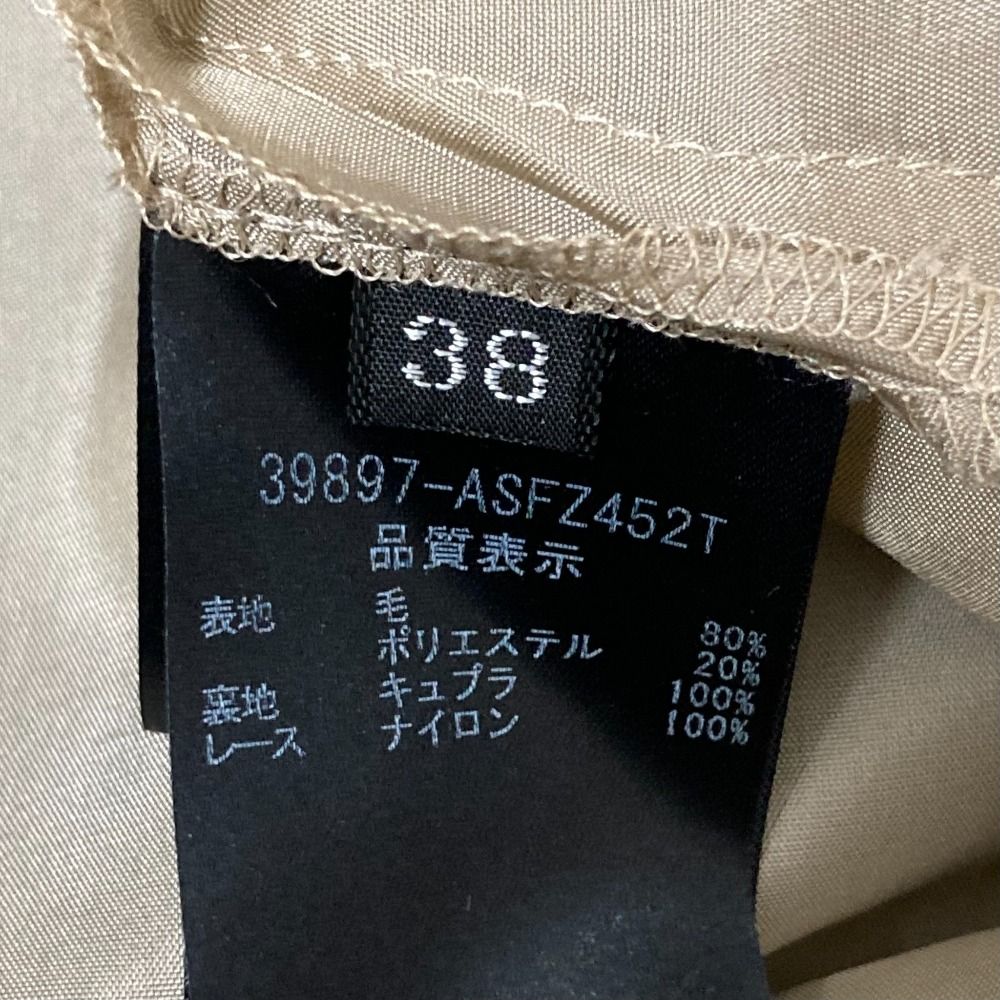 38
39897-ASFZ452T
品質表示
表地 毛 80%
ポリエステル 20%
裏地 キュプラ 100%
レース ナイロン 100%